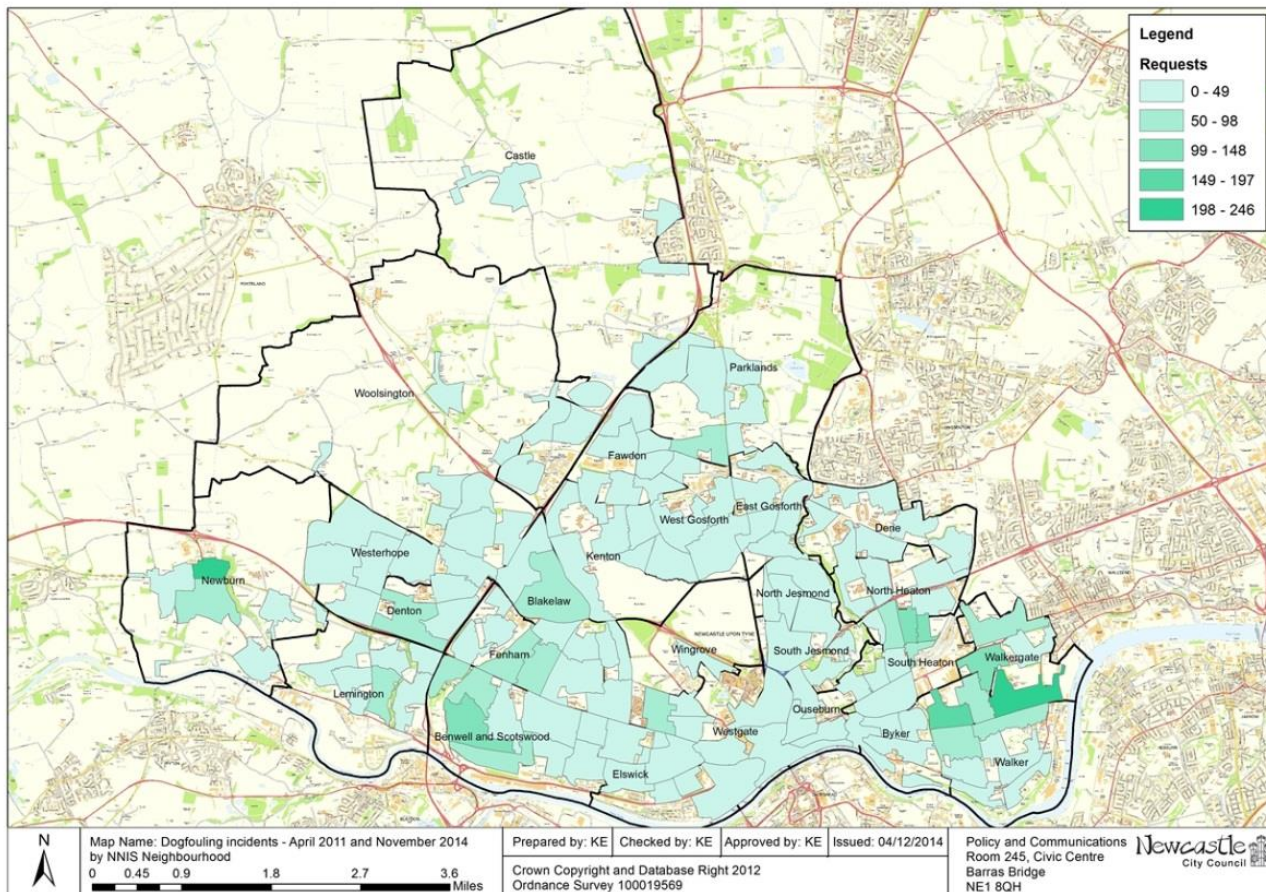 Legend
Requests
0 - 49
50 - 98
99 - 148
149 - 197
198 - 246
Castle
Parklands
Woolsington
Fawdon
West Gosforth
East Gosforth
Dene
Westerhope
Kenton
Newburn
North Jesmond
North Heaton
Blakelaw
Denton
NEWCASTLE UPON TYNE
Wingrove
South Jesmond
Fenham
South Heaton
Walkergate
Lemington
Ouseburn
Benwell and Scotswood
Westgate
Byker
Elswick
Walker
N
Map Name: Dogfouling incidents - April 2011 and November 2014
by NNIS Neighbourhood
0 0.45 0.9 1.8 2.7 3.6
Miles
Prepared by: KE
Checked by: KE
Approved by: KE
Issued: 04/12/2014
Crown Copyright and Database Right 2012
Ordnance Survey 100019569
Policy and Communications
Room 245, Civic Centre
Barras Bridge
NE1 8QH
Newcastle
City Council